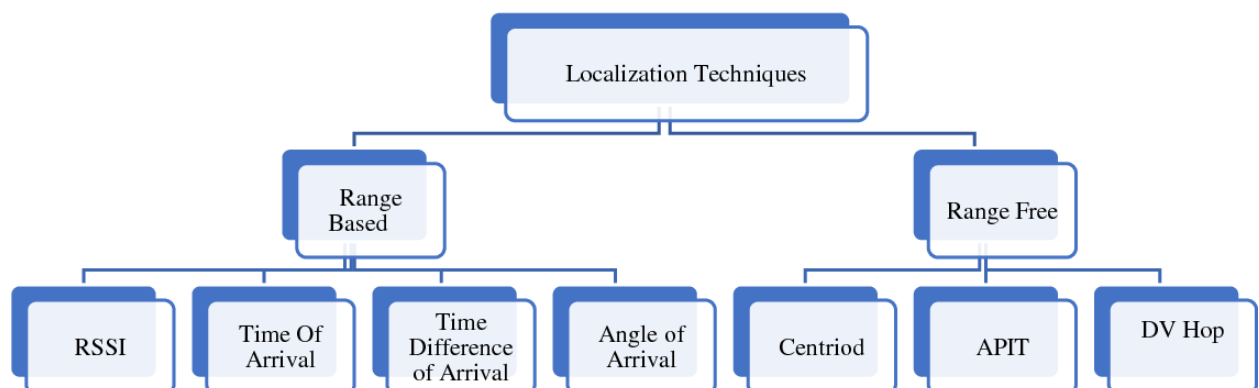 Localization Techniques
Range
Based
Range Free
RSSI
Time Of
Arrival
Time
Difference
of Arrival
Angle of
Arrival
Centriod
APIT
DV Hop